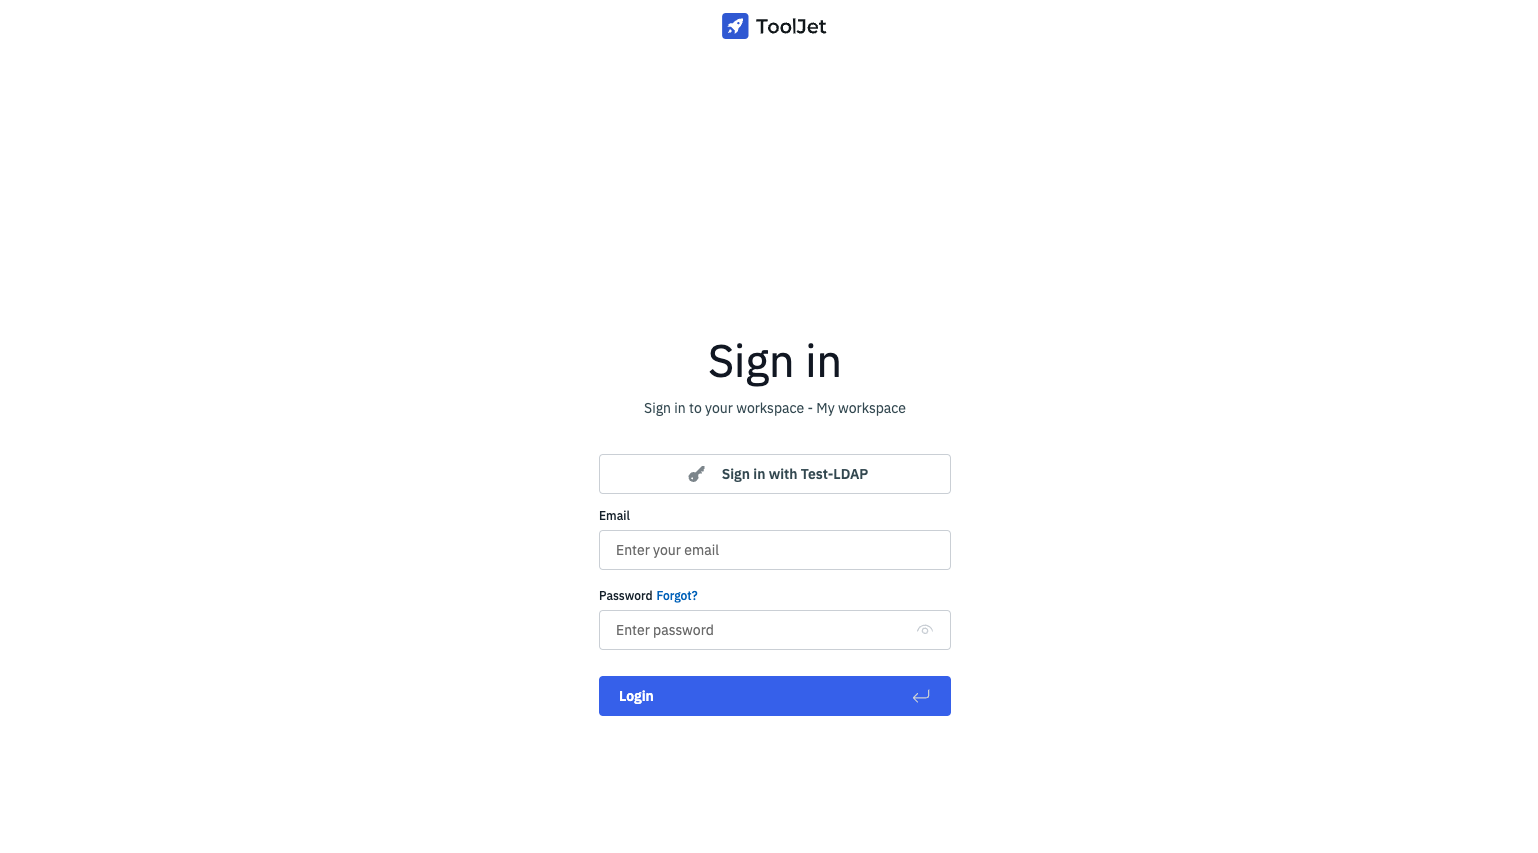 ToolJet
Sign in
Sign in to your workspace - My workspace
Sign in with Test-LDAP
Email
Enter your email
Password Forgot?
Enter password
Login